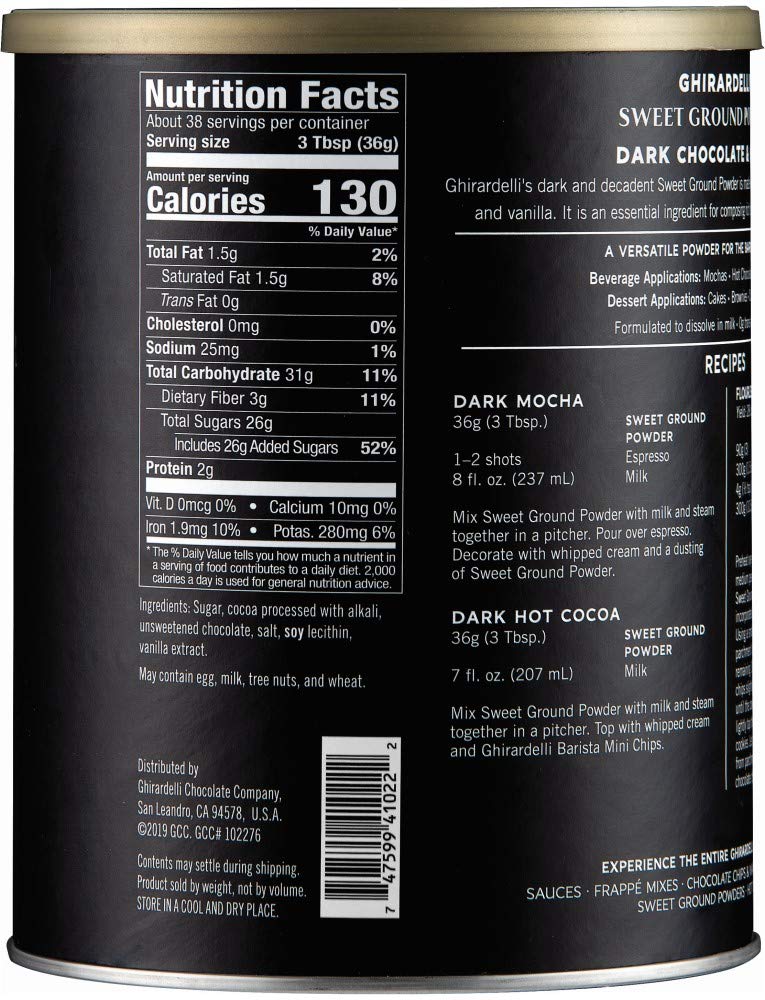 Nutrition Facts
About 38 servings per container
Serving size 3 Tbsp (36g)
Amount per serving
Calories 130
% Daily Value*
Total Fat 1.5g 2%
Saturated Fat 1.5g 8%
Trans Fat 0g
Cholesterol 0mg 0%
Sodium 25mg 1%
Total Carbohydrate 31g 11%
Dietary Fiber 3g 11%
Total Sugars 26g
Includes 26g Added Sugars 52%
Protein 2g
Vit. D 0mcg 0% • Calcium 10mg 0%
Iron 1.9mg 10% • Potas. 280mg 6%
*The % Daily Value tells you how much a nutrient in
a serving of food contributes to a daily diet. 2,000
calories a day is used for general nutrition advice.
Ingredients: Sugar, cocoa processed with alkali,
unsweetened chocolate, salt, soy lecithin,
vanilla extract.
May contain egg, milk, tree nuts, and wheat.
Distributed by
Ghirardelli Chocolate Company,
San Leandro, CA 94578, U.S.A.
©2019 GCC. GCC# 102276
Contents may settle during shipping.
Product sold by weight, not by volume.
STORE IN A COOL AND DRY PLACE.
7 47599 41022 2
GHIRARDELLI
SWEET GROUND
DARK CHOCOLATE &
Ghirardelli's dark and decadent Sweet Ground Powder is
and vanilla. It is an essential ingredient for composing
A VERSATILE POWDER FOR THE
Beverage Applications: Mochas • Hot
Dessert Applications: Cakes • Brownies •
Formulated to dissolve in milk • 0g
RECIPES
DARK MOCHA
36g (3 Tbsp.) SWEET GROUND
POWDER
1–2 shots Espresso
8 fl. oz. (237 mL) Milk
Mix Sweet Ground Powder with milk and steam
together in a pitcher. Pour over espresso.
Decorate with whipped cream and a dusting
of Sweet Ground Powder.
DARK HOT COCOA
36g (3 Tbsp.) SWEET GROUND
POWDER
7 fl. oz. (207 mL) Milk
Mix Sweet Ground Powder with milk and steam
together in a pitcher. Top with whipped cream
and Ghirardelli Barista Mini Chips.
EXPERIENCE THE ENTIRE
SAUCES · FRAPPÉ MIXES · CHOCOLATE CHIPS &
SWEET GROUND POWDERS ·